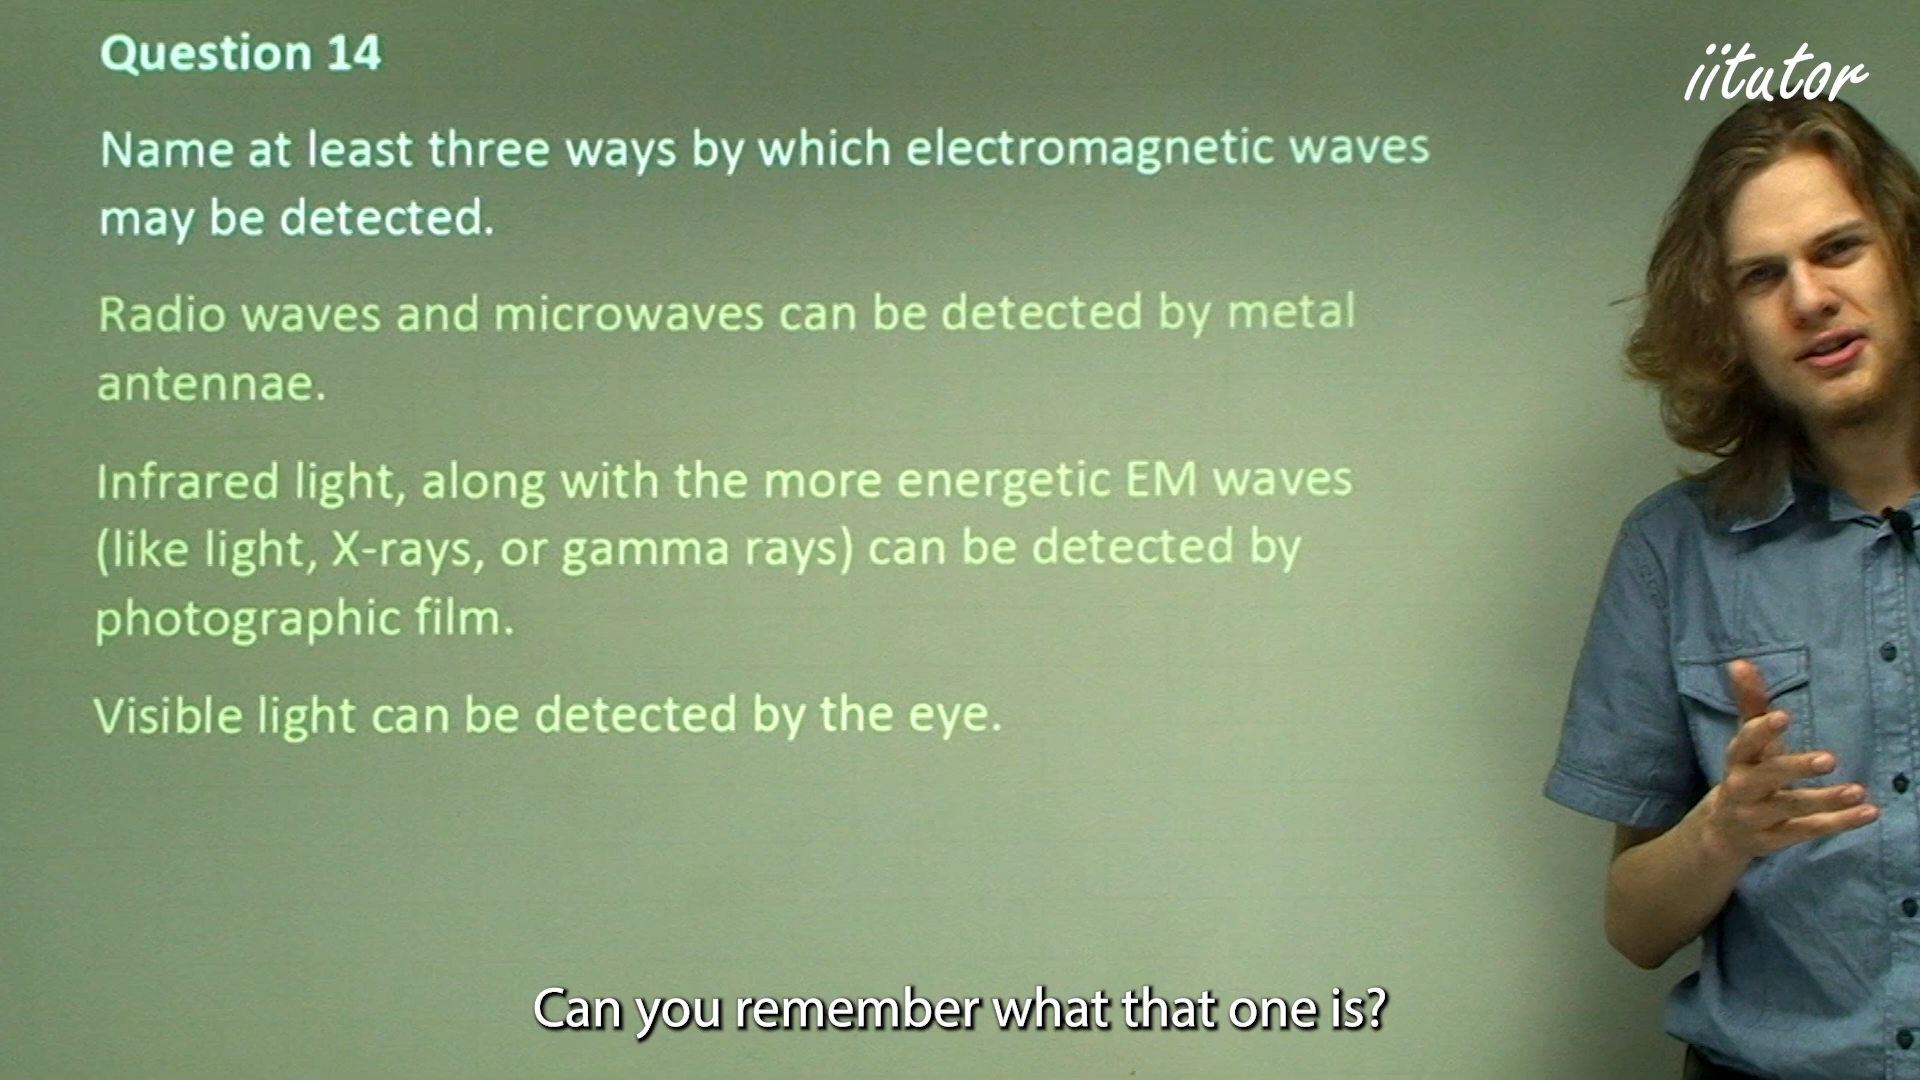 Question 14
iitutor
Name at least three ways by which electromagnetic waves
may be detected.
Radio waves and microwaves can be detected by metal
antennae.
Infrared light, along with the more energetic EM waves
(like light, X-rays, or gamma rays) can be detected by
photographic film.
Visible light can be detected by the eye.
Can you remember what that one is?